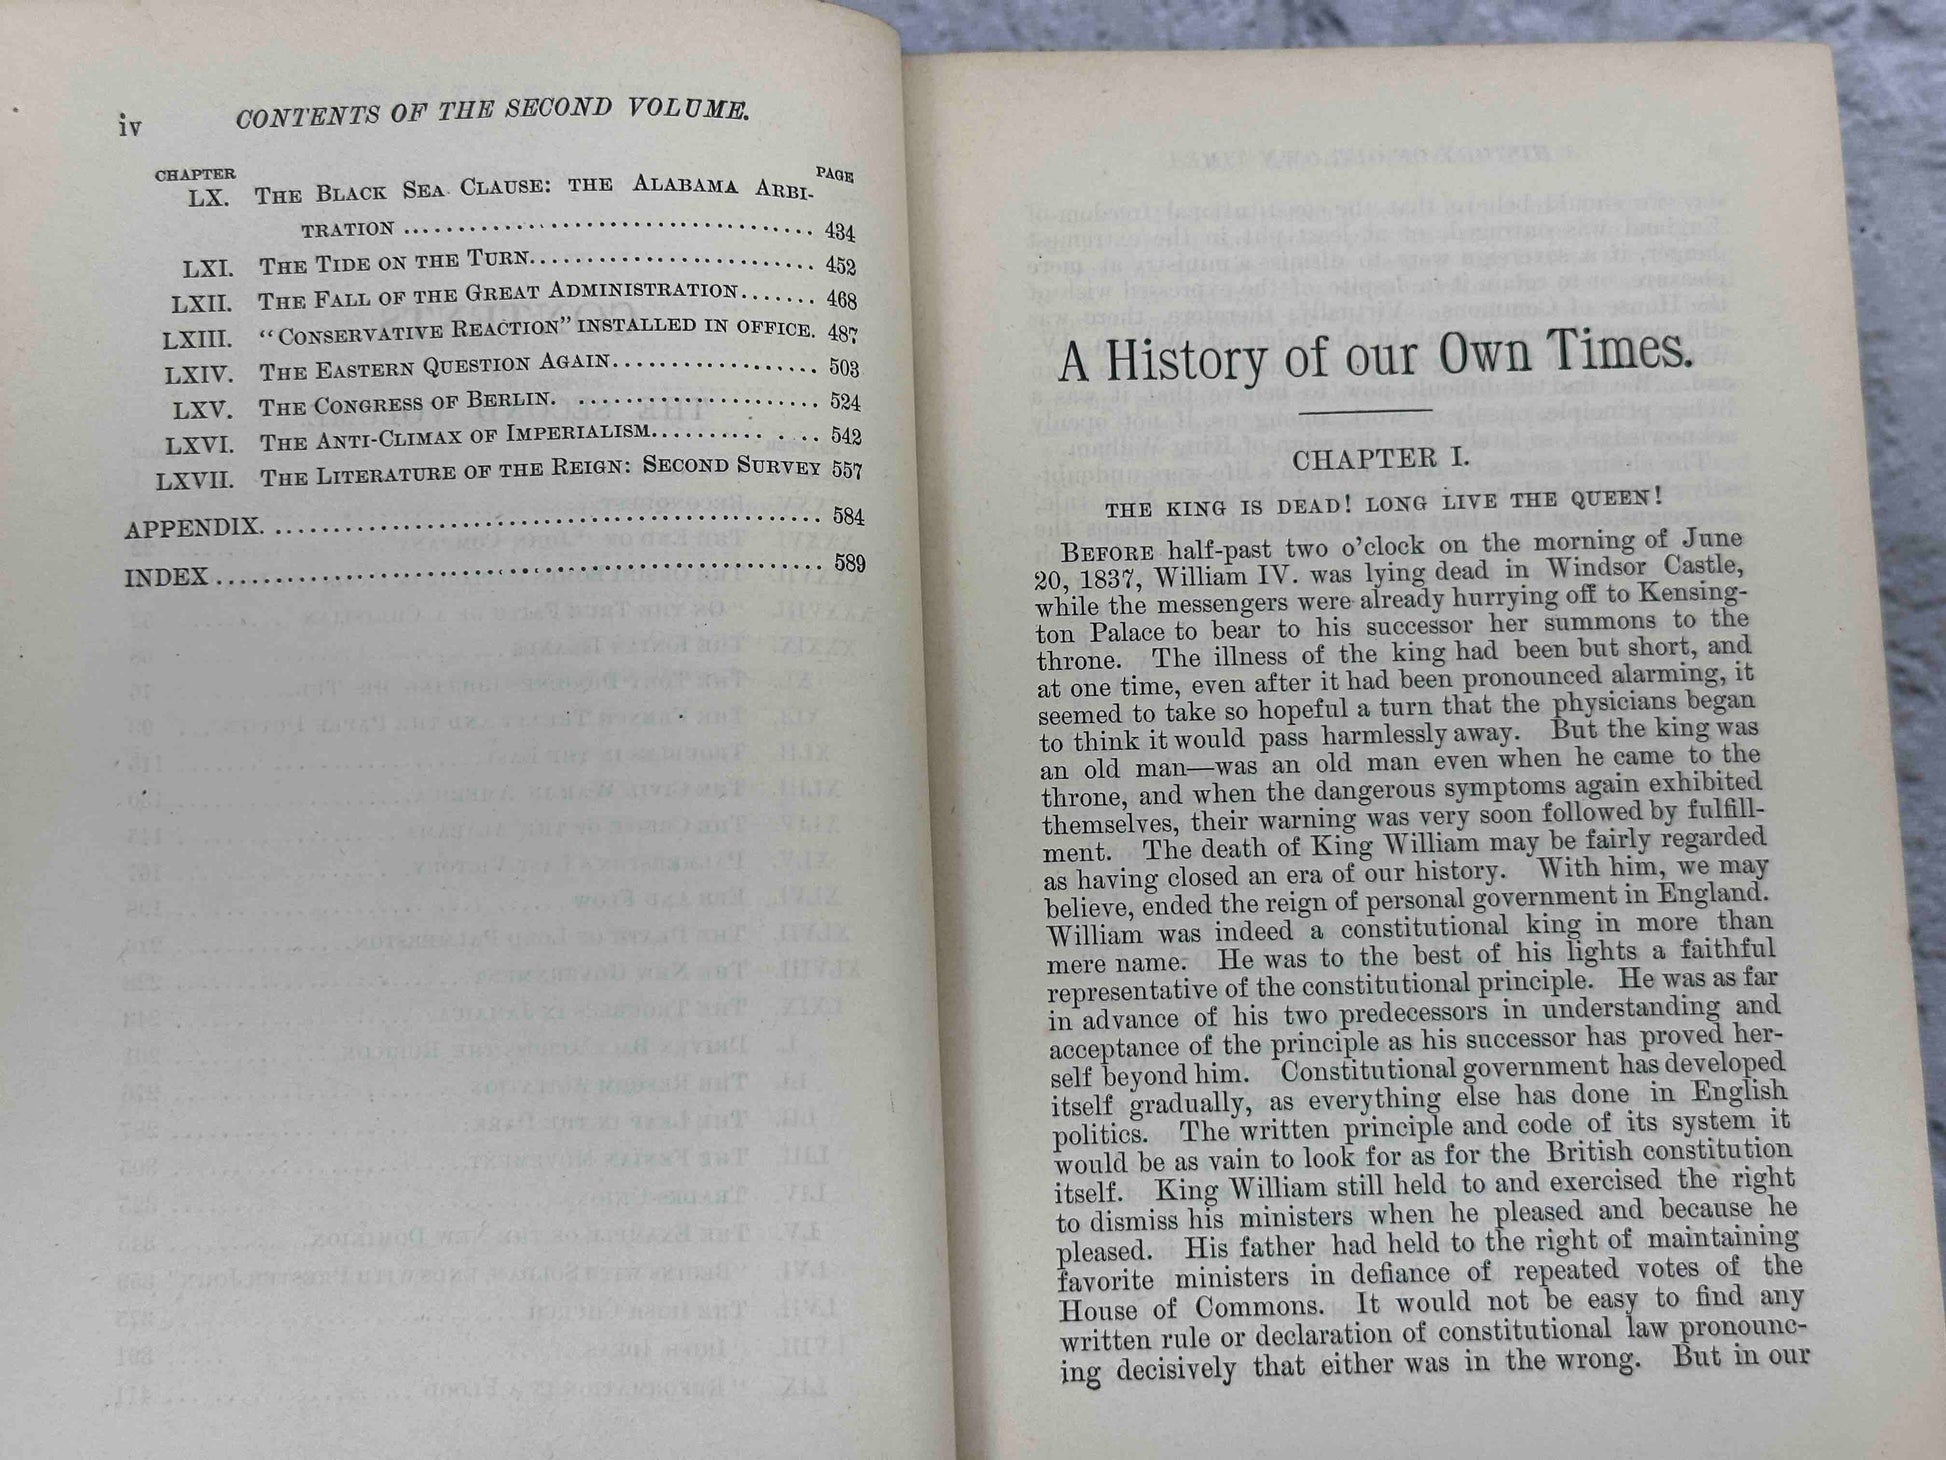 iv CONTENTS OF THE SECOND VOLUME.
CHAPTER PAGE
LX. THE BLACK SEA CLAUSE: THE ALABAMA ARBI-
TRATION .................................... 434
LXI. THE TIDE ON THE TURN.......................... 452
LXII. THE FALL OF THE GREAT ADMINISTRATION....... 468
LXIII. "CONSERVATIVE REACTION" INSTALLED IN OFFICE. 487
LXIV. THE EASTERN QUESTION AGAIN.................. 503
LXV. THE CONGRESS OF BERLIN. ...................... 524
LXVI. THE ANTI-CLIMAX OF IMPERIALISM.......... . . .. 542
LXVII. THE LITERATURE OF THE REIGN: SECOND SURVEY 557
APPENDIX. ................................................. 584
INDEX ...................................................... 589
A History of our Own Times.
CHAPTER I.
THE KING IS DEAD! LONG LIVE THE QUEEN!
BEFORE half-past two o'clock on the morning of June
20, 1837, William IV. was lying dead in Windsor Castle,
while the messengers were already hurrying off to Kensing-
ton Palace to bear to his successor her summons to the
throne. The illness of the king had been but short, and
at one time, even after it had been pronounced alarming, it
seemed to take so hopeful a turn that the physicians began
to think it would pass harmlessly away. But the king was
an old man—was an old man even when he came to the
throne, and when the dangerous symptoms again exhibited
themselves, their warning was very soon followed by fulfill-
ment. The death of King William may be fairly regarded
as having closed an era of our history. With him, we may
believe, ended the reign of personal government in England.
William was indeed a constitutional king in more than
mere name. He was to the best of his lights a faithful
representative of the constitutional principle. He was as far
in advance of his two predecessors in understanding and
acceptance of the principle as his successor has proved her-
self beyond him. Constitutional government has developed
itself gradually, as everything else has done in English
politics. The written principle and code of its system it
would be as vain to look for as for the British constitution
itself. King William still held to and exercised the right
to dismiss his ministers when he pleased and because he
pleased. His father had held to the right of maintaining
favorite ministers in defiance of repeated votes of the
House of Commons. It would not be easy to find any
written rule or declaration of constitutional law pronounc-
ing decisively that either was in the wrong. But in our